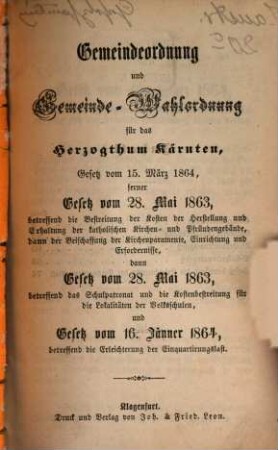 Gemeindeordnung
und
Gemeinde-Wahlordnung
für das
Herzogthum Kärnten,
Gesetz vom 15. März 1864,
ferner
Gesetz vom 28. Mai 1863,
betreffend die Bestreitung der Kosten der Herstellung und
Erhaltung der katholischen Kirchen- und Pfründengebäude,
dann der Beischaffung der Kirchenparamente, Einrichtung und
Erfordernisse,
dann
Gesetz vom 28. Mai 1863,
betreffend das Schulpatronat und die Kostenbestreitung für
die Lokalitäten der Volksschulen,
und
Gesetz vom 16. Jänner 1864,
betreffend die Erleichterung der Einquartierungslast.
Klagenfurt.
Druck und Verlag von Joh. & Fried. Leon.